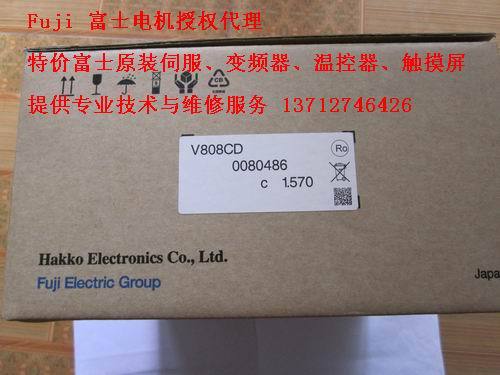 Fuji 富士电机授权代理
特价富士原装伺服、变频器、温控器、触摸屏
提供专业技术与维修服务 13712746426
V808CD
0080486
C 1.570
Ro
Hakko Electronics Co., Ltd.
Fuji Electric Group
Japa